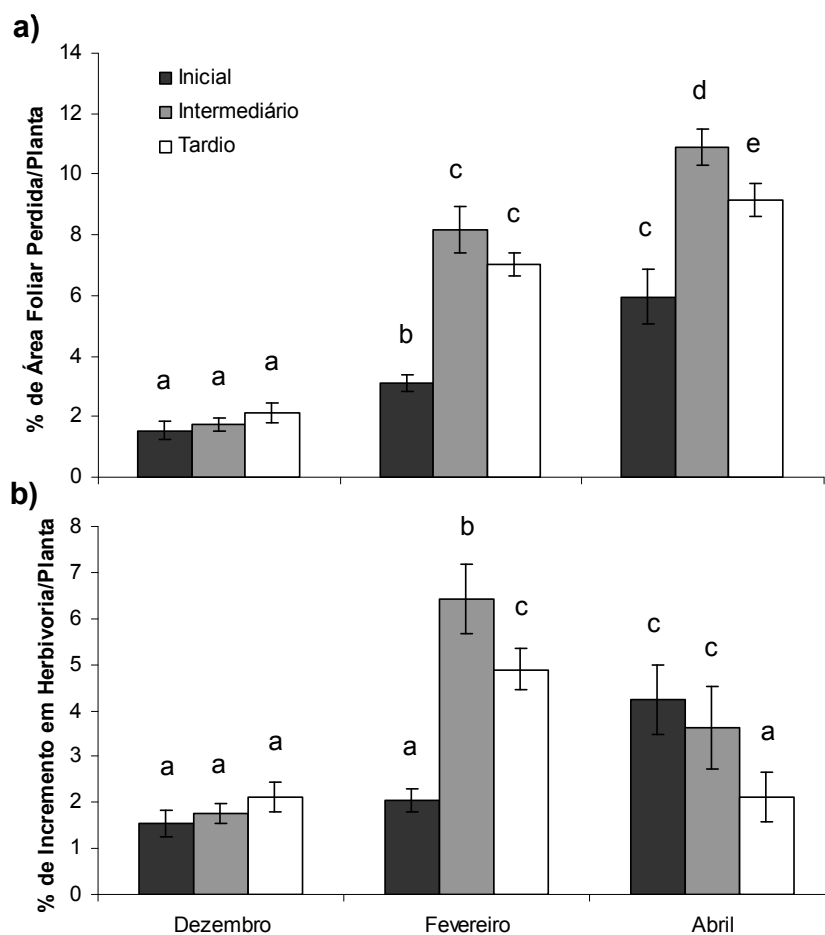 a)
% de Área Foliar Perdida/Planta
14
12
10
8
6
4
2
0
Inicial
Intermediário
Tardio
a a a
b c c
c d e
b)
% de Incremento em Herbivoria/Planta
8
7
6
5
4
3
2
1
0
a a a
a b c
c c a
Dezembro Fevereiro Abril